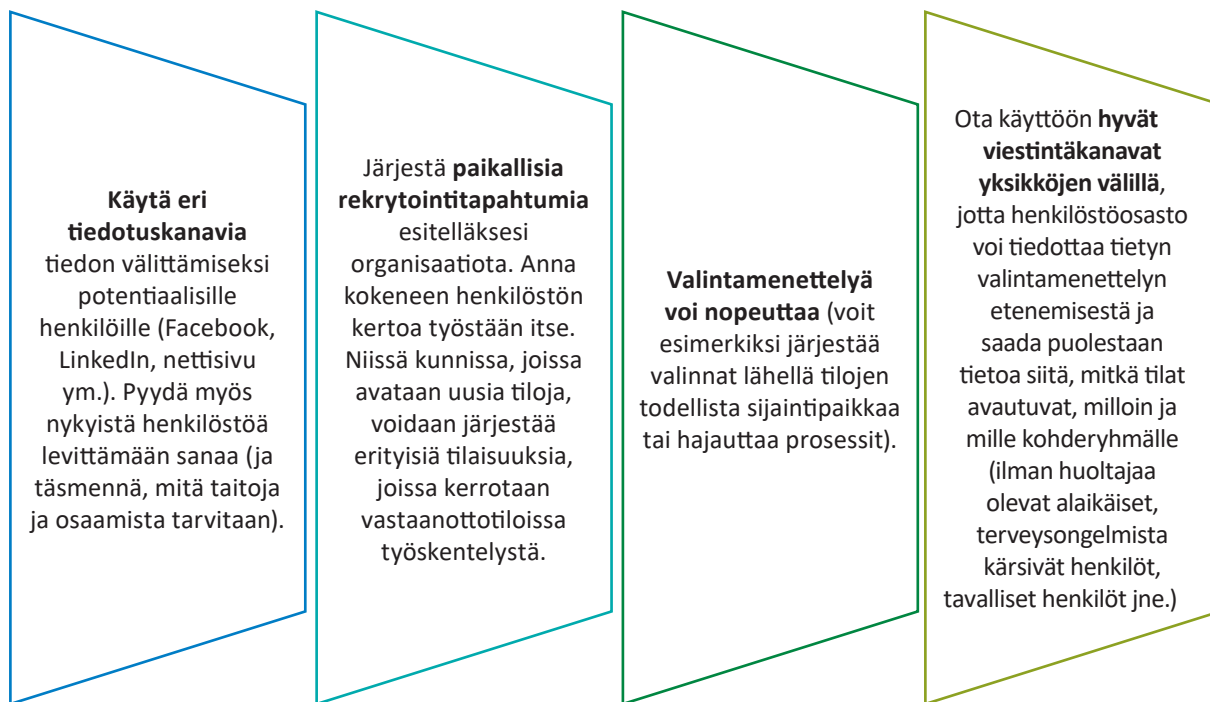 Käytä eri
tiedotuskanavia
tiedon välittämiseksi
potentiaalisille
henkilöille (Facebook,
LinkedIn, nettisivu
ym.). Pyydä myös
nykyistä henkilöstöä
levittämään sanaa (ja
täsmennä, mitä taitoja
ja osaamista tarvitaan).
Järjestä paikallisia
rekrytointitapahtumia
esitelläksesi
organisaatiota. Anna
kokeneen henkilöstön
kertoa työstään itse.
Niissä kunnissa, joissa
avataan uusia tiloja,
voidaan järjestää
erityisiä tilaisuuksia,
joissa kerrotaan
vastaanottotiloissa
työskentelystä.
Valintamenettelyä
voi nopeuttaa (voit
esimerkiksi järjestää
valinnat lähellä tilojen
todellista sijaintipaikkaa
tai hajauttaa prosessit).
Ota käyttöön hyvät
viestintäkanavat
yksikköjen välillä,
jotta henkilöstöosasto
voi tiedottaa tietyn
valintamenettelyn
etenemisestä ja
saada puolestaan
tietoa siitä, mitkä tilat
avautuvat, milloin ja
mille kohderyhmälle
(ilman huoltajaa
olevat alaikäiset,
terveysongelmista
kärsivät henkilöt,
tavalliset henkilöt jne.)